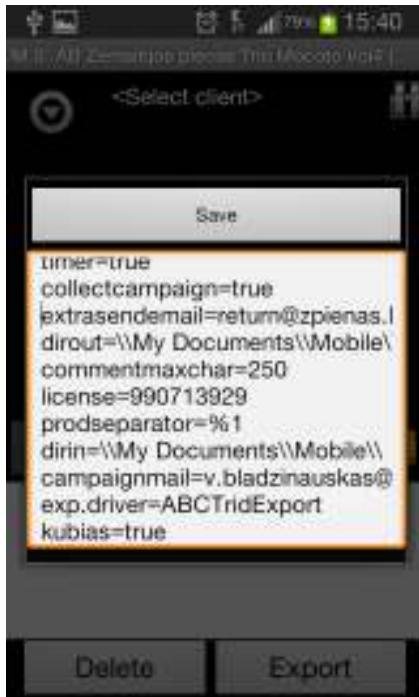 79% 15:40
<Select client>
Save
timer=true
collectcampaign=true
extrasendemail=return@zpienas.l
dirout=\\My Documents\\Mobile\
commentmaxchar=250
license=990713929
prodseparator=%1
dirin=\\My Documents\\Mobile\\
campaignmail=v.bladzinauskas@
exp.driver=ABCTridExport
kubias=true
Delete Export